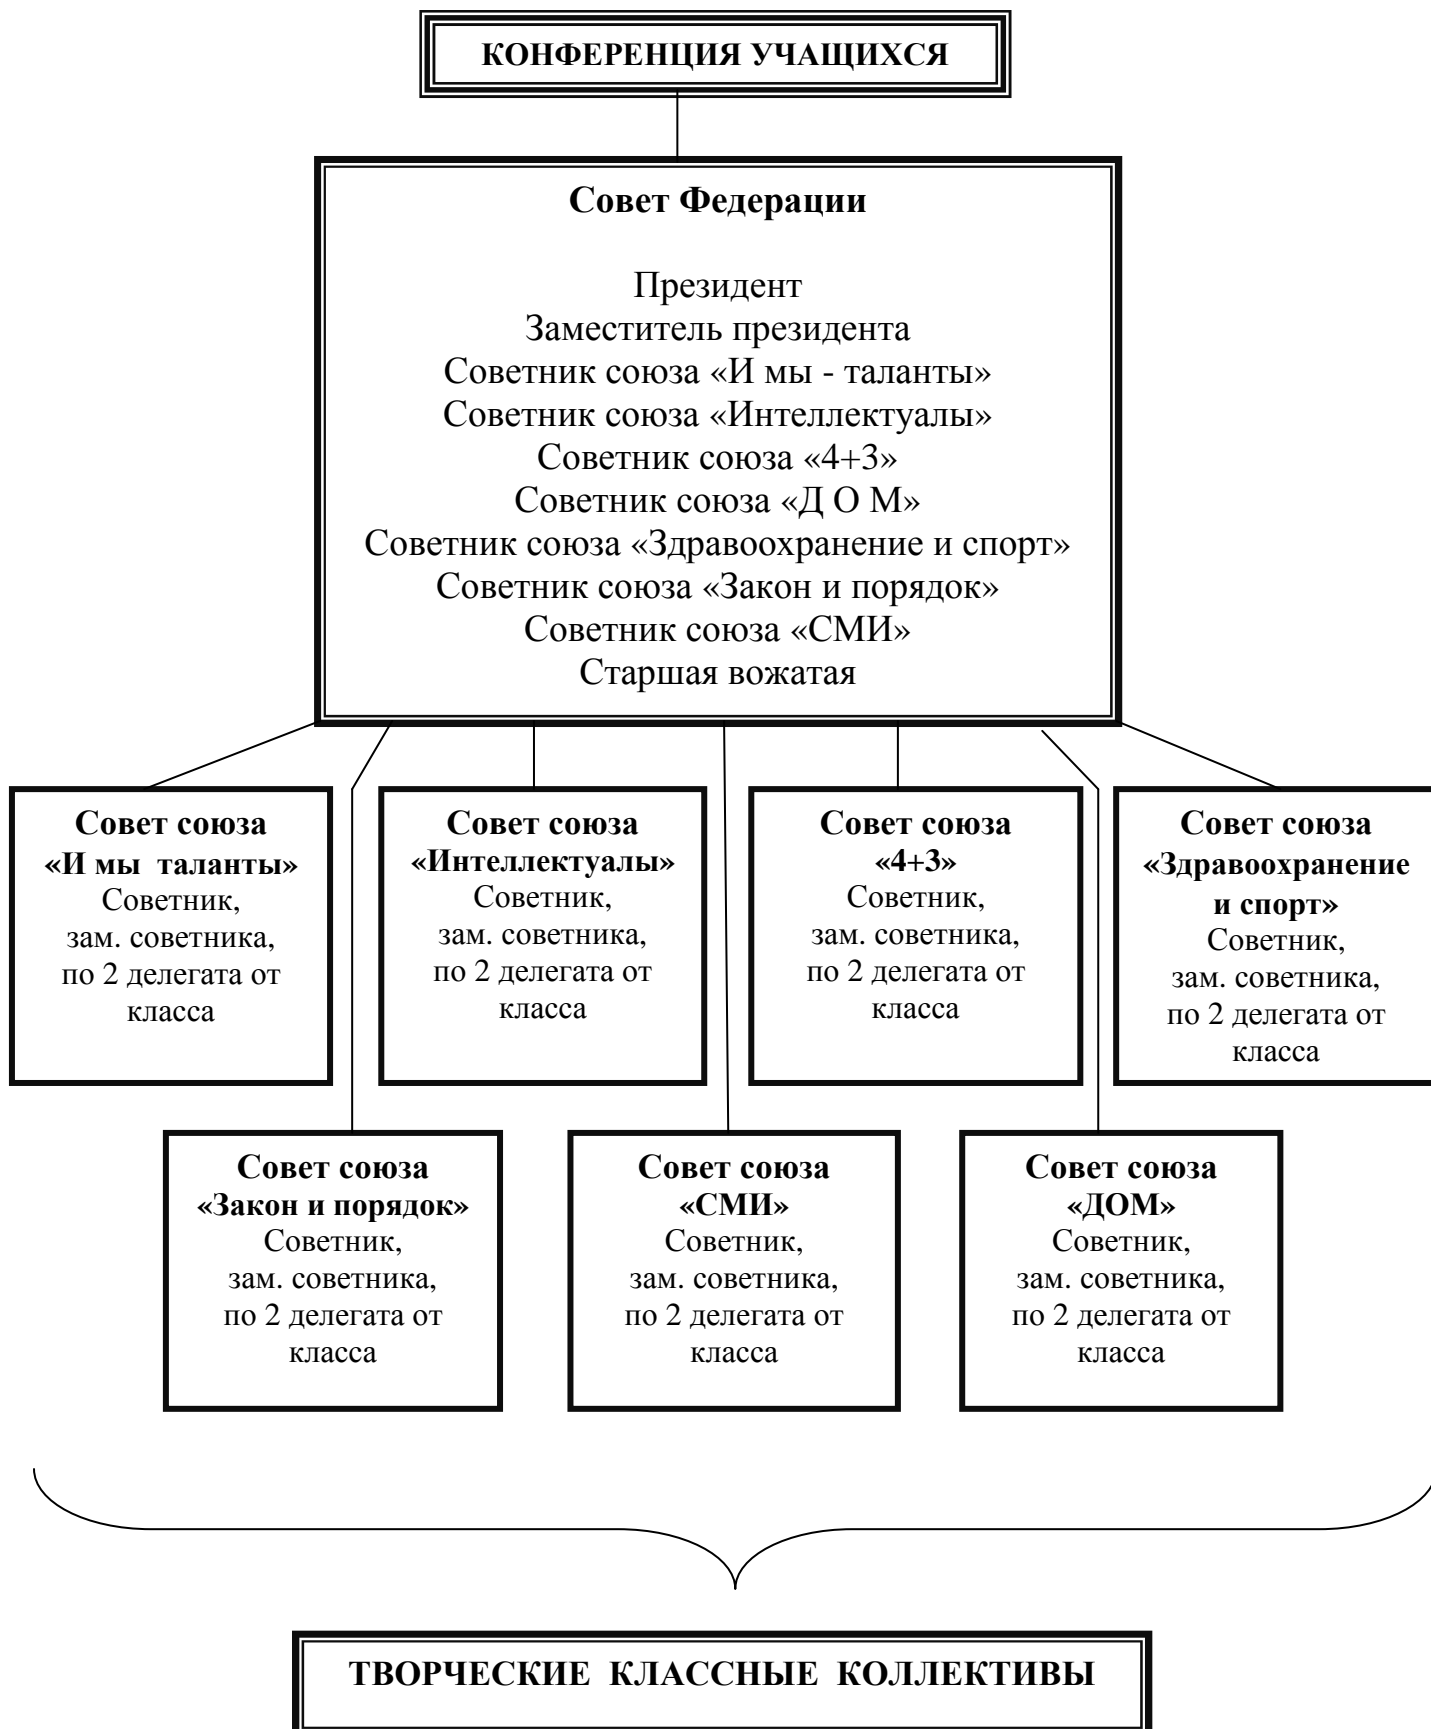 КОНФЕРЕНЦИЯ УЧАЩИХСЯ
Совет Федерации
Президент
Заместитель президента
Советник союза «И мы - таланты»
Советник союза «Интеллектуалы»
Советник союза «4+3»
Советник союза «Д О М»
Советник союза «Здравоохранение и спорт»
Советник союза «Закон и порядок»
Советник союза «СМИ»
Старшая вожатая
Совет союза
«И мы таланты»
Советник,
зам. советника,
по 2 делегата от
класса
Совет союза
«Интеллектуалы»
Советник,
зам. советника,
по 2 делегата от
класса
Совет союза
«4+3»
Советник,
зам. советника,
по 2 делегата от
класса
Совет союза
«Здравоохранение
и спорт»
Советник,
зам. советника,
по 2 делегата от
класса
Совет союза
«Закон и порядок»
Советник,
зам. советника,
по 2 делегата от
класса
Совет союза
«СМИ»
Советник,
зам. советника,
по 2 делегата от
класса
Совет союза
«ДОМ»
Советник,
зам. советника,
по 2 делегата от
класса
ТВОРЧЕСКИЕ КЛАССНЫЕ КОЛЛЕКТИВЫ